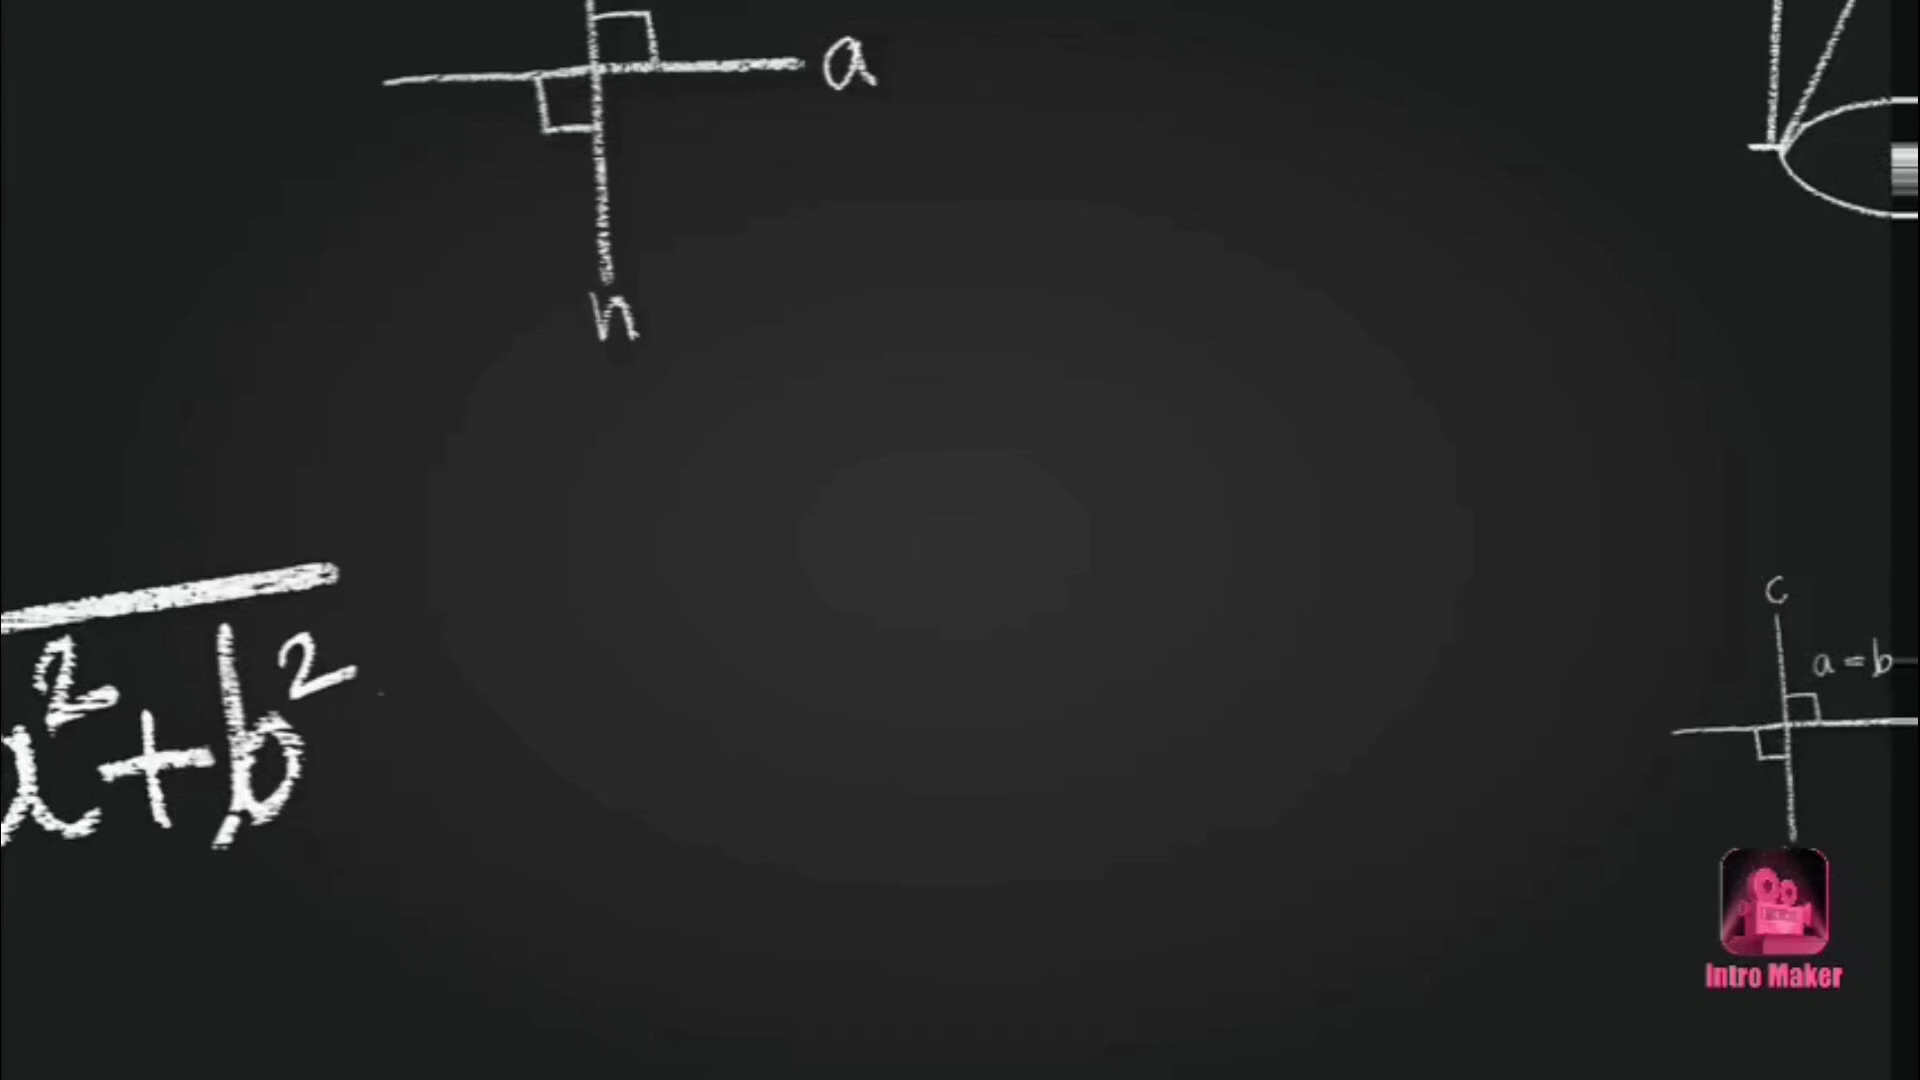 a
n
a²+b²
c
a=b
Intro Maker